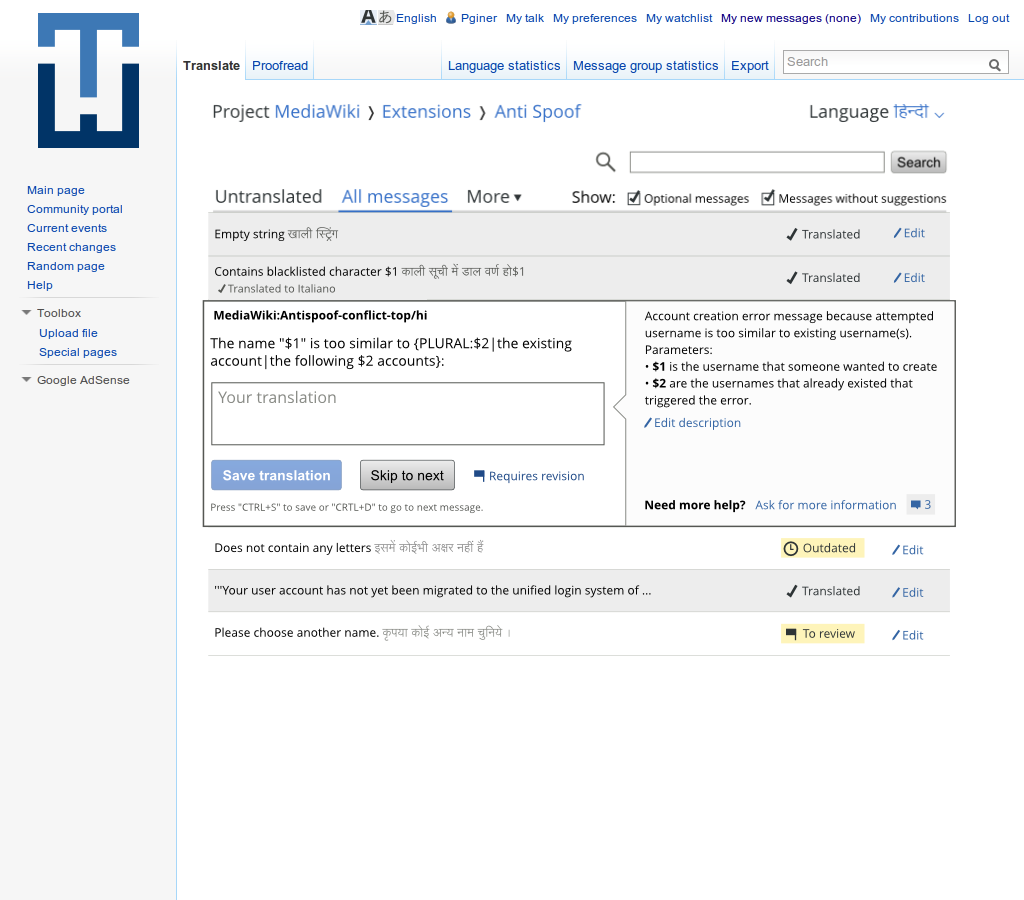 Aあ English Pginer My talk My preferences My watchlist My new messages (none) My contributions Log out
Translate Proofread Language statistics Message group statistics Export Search
Project MediaWiki ❭ Extensions ❭ Anti Spoof Language हिन्दी
Search
Main page
Community portal
Current events
Recent changes
Random page
Help
Toolbox
Upload file
Special pages
Google AdSense
Untranslated All messages More ▾ Show: Optional messages Messages without suggestions
Empty string खाली स्ट्रिंग Translated Edit
Contains blacklisted character $1 काली सूची में डाल वर्ण हो$1 Translated Edit
Translated to Italiano
MediaWiki:Antispoof-conflict-top/hi
The name "$1" is too similar to {PLURAL:$2|the existing
account|the following $2 accounts}:
Your translation
Save translation Skip to next Requires revision
Press "CTRL+S" to save or "CRTL+D" to go to next message.
Account creation error message because attempted
username is too similar to existing username(s).
Parameters:
• $1 is the username that someone wanted to create
• $2 are the usernames that already existed that
triggered the error.
Edit description
Need more help? Ask for more information 3
Does not contain any letters इसमें कोईभी अक्षर नहीं हैं Outdated Edit
'''Your user account has not yet been migrated to the unified login system of ... Translated Edit
Please choose another name. कृपया कोई अन्य नाम चुनिये । To review Edit